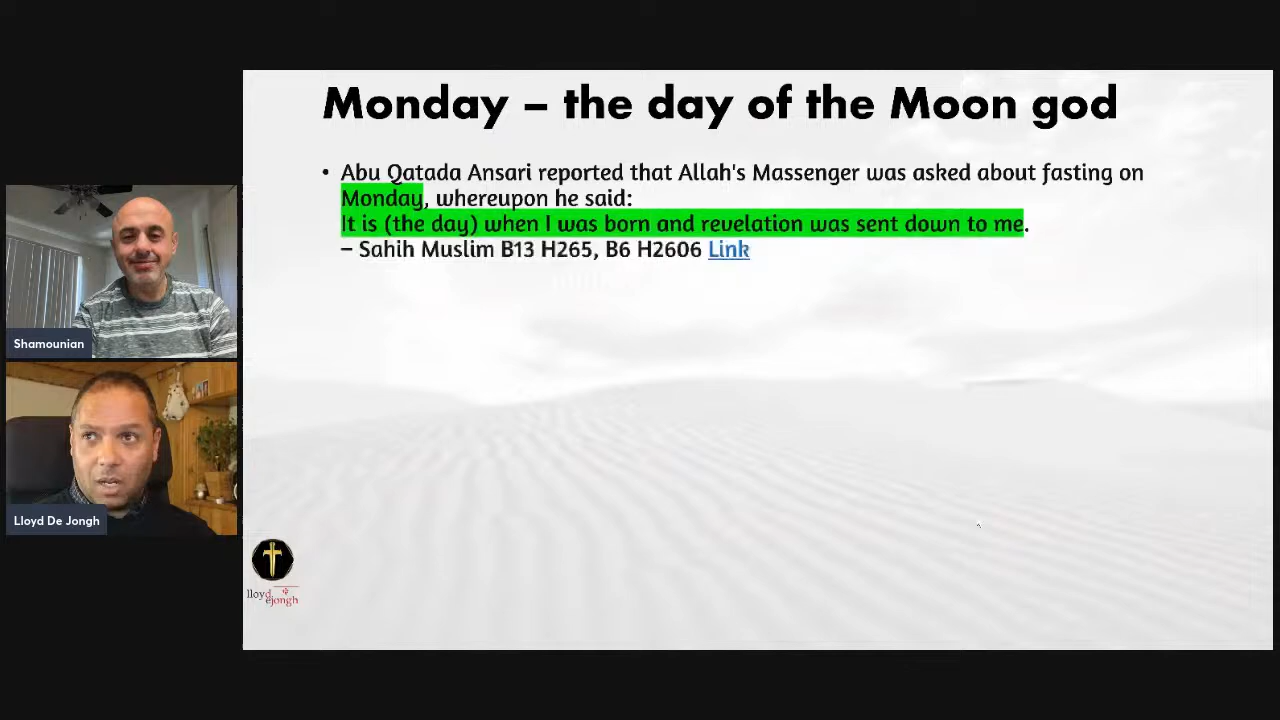 Monday – the day of the Moon god
• Abu Qatada Ansari reported that Allah's Massenger was asked about fasting on
Monday, whereupon he said:
It is (the day) when I was born and revelation was sent down to me.
– Sahih Muslim B13 H265, B6 H2606 Link
Shamounian
Lloyd De Jongh
lloyd
ejongh